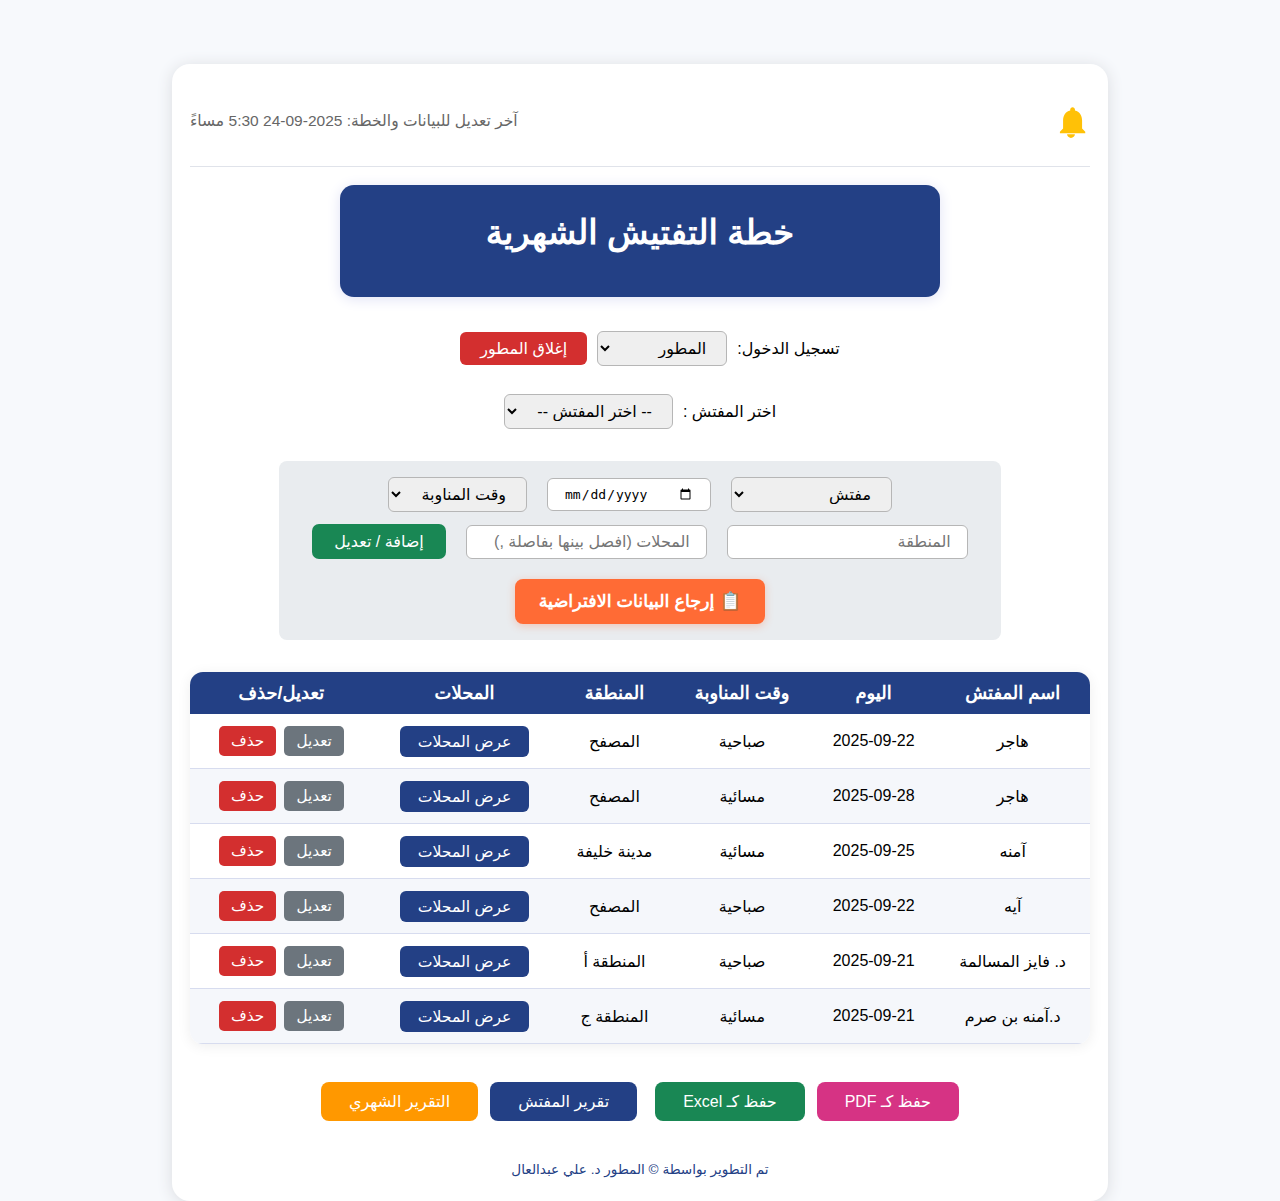 آخر تعديل للبيانات والخطة: 2025-09-24 5:30 مساءً
خطة التفتيش الشهرية
تسجيل الدخول: المطور إغلاق المطور
اختر المفتش : -- اختر المفتش --
مفتش mm/dd/yyyy وقت المناوبة
المنطقة المحلات (افصل بينها بفاصلة ,) إضافة / تعديل
📋 إرجاع البيانات الافتراضية
اسم المفتش اليوم وقت المناوبة المنطقة المحلات تعديل/حذف
هاجر 2025-09-22 صباحية المصفح عرض المحلات تعديل حذف
هاجر 2025-09-28 مسائية المصفح عرض المحلات تعديل حذف
آمنه 2025-09-25 مسائية مدينة خليفة عرض المحلات تعديل حذف
آيه 2025-09-22 صباحية المصفح عرض المحلات تعديل حذف
د. فايز المسالمة 2025-09-21 صباحية المنطقة أ عرض المحلات تعديل حذف
د.آمنه بن صرم 2025-09-21 مسائية المنطقة ج عرض المحلات تعديل حذف
حفظ كـ PDF حفظ كـ Excel تقرير المفتش التقرير الشهري
تم التطوير بواسطة © المطور د. علي عبدالعال